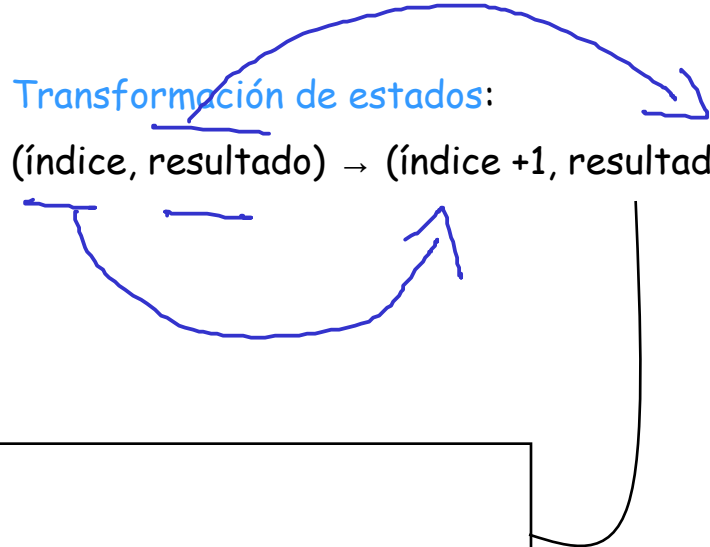 Transformación de estados:
(índice, resultado) → (índice +1, resultad